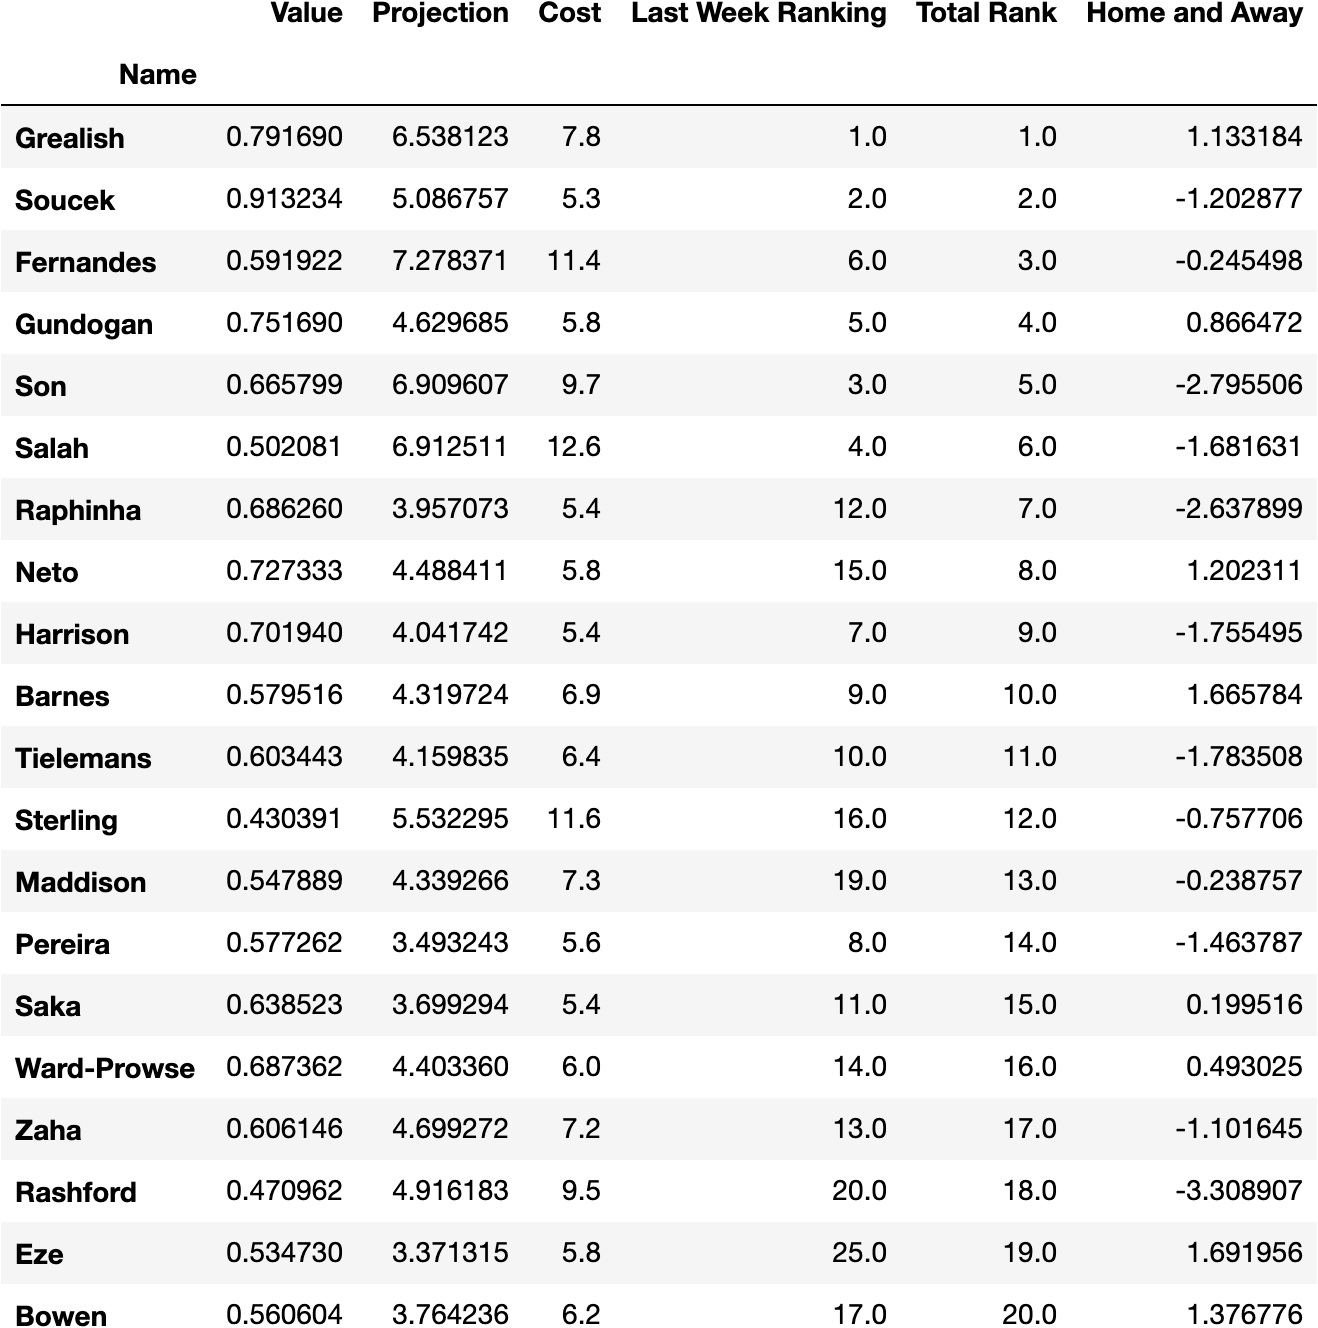 Value Projection Cost Last Week Ranking Total Rank Home and Away
Name
Grealish 0.791690 6.538123 7.8 1.0 1.0 1.133184
Soucek 0.913234 5.086757 5.3 2.0 2.0 -1.202877
Fernandes 0.591922 7.278371 11.4 6.0 3.0 -0.245498
Gundogan 0.751690 4.629685 5.8 5.0 4.0 0.866472
Son 0.665799 6.909607 9.7 3.0 5.0 -2.795506
Salah 0.502081 6.912511 12.6 4.0 6.0 -1.681631
Raphinha 0.686260 3.957073 5.4 12.0 7.0 -2.637899
Neto 0.727333 4.488411 5.8 15.0 8.0 1.202311
Harrison 0.701940 4.041742 5.4 7.0 9.0 -1.755495
Barnes 0.579516 4.319724 6.9 9.0 10.0 1.665784
Tielemans 0.603443 4.159835 6.4 10.0 11.0 -1.783508
Sterling 0.430391 5.532295 11.6 16.0 12.0 -0.757706
Maddison 0.547889 4.339266 7.3 19.0 13.0 -0.238757
Pereira 0.577262 3.493243 5.6 8.0 14.0 -1.463787
Saka 0.638523 3.699294 5.4 11.0 15.0 0.199516
Ward-Prowse 0.687362 4.403360 6.0 14.0 16.0 0.493025
Zaha 0.606146 4.699272 7.2 13.0 17.0 -1.101645
Rashford 0.470962 4.916183 9.5 20.0 18.0 -3.308907
Eze 0.534730 3.371315 5.8 25.0 19.0 1.691956
Bowen 0.560604 3.764236 6.2 17.0 20.0 1.376776